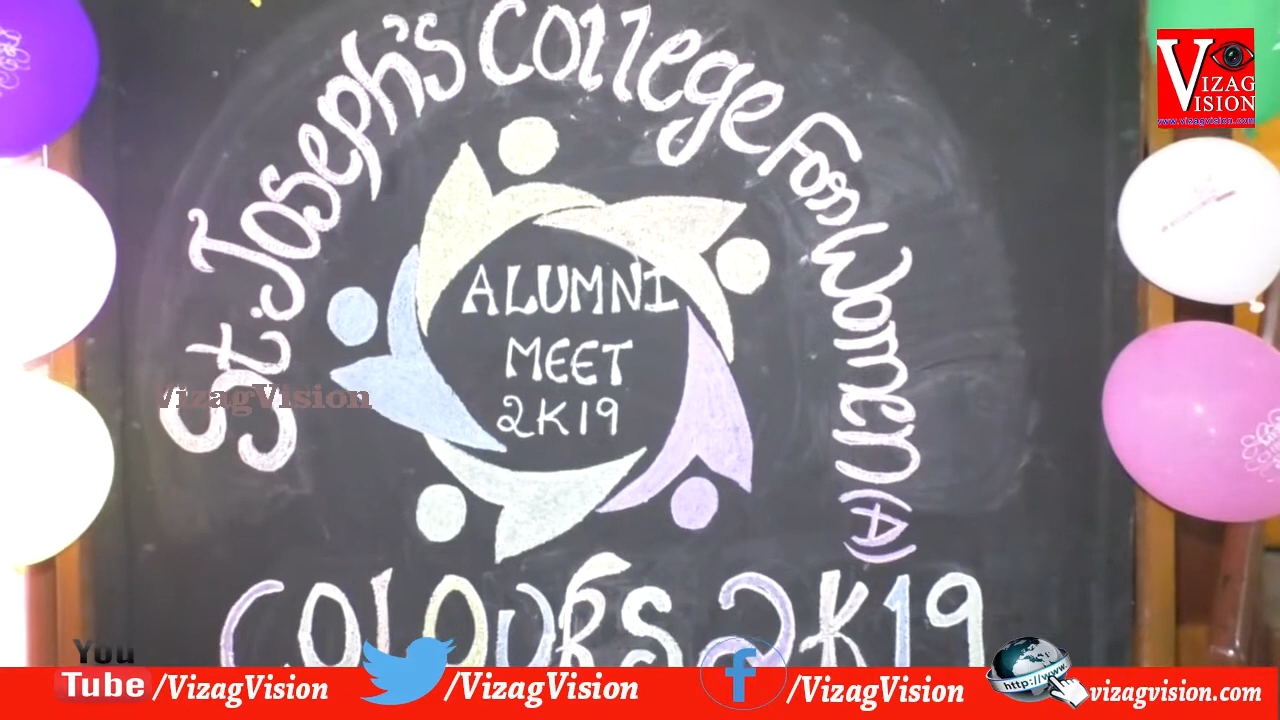 St. Joseph's College For Women (A)
ALUMNI
MEET
2K19
COLOURS 2K19
VizagVision
VIZAG
VISION
www.vizagvision.com
YouTube /VizagVision
/VizagVision
f /VizagVision
http://www.
vizagvision.com